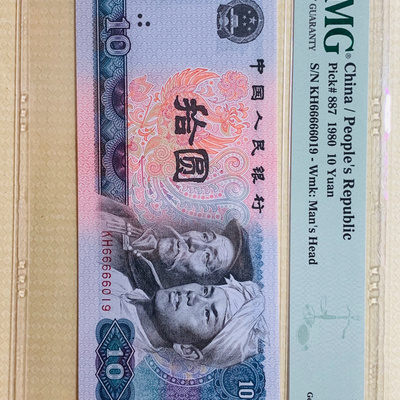 MG®
Y GUARANTY
China / People's Republic
Pick# 887 1980 10 Yuan
S/N KH66666019 - Wmk: Man's Head
10
中国人民银行
拾圆
KH66666019
10
10